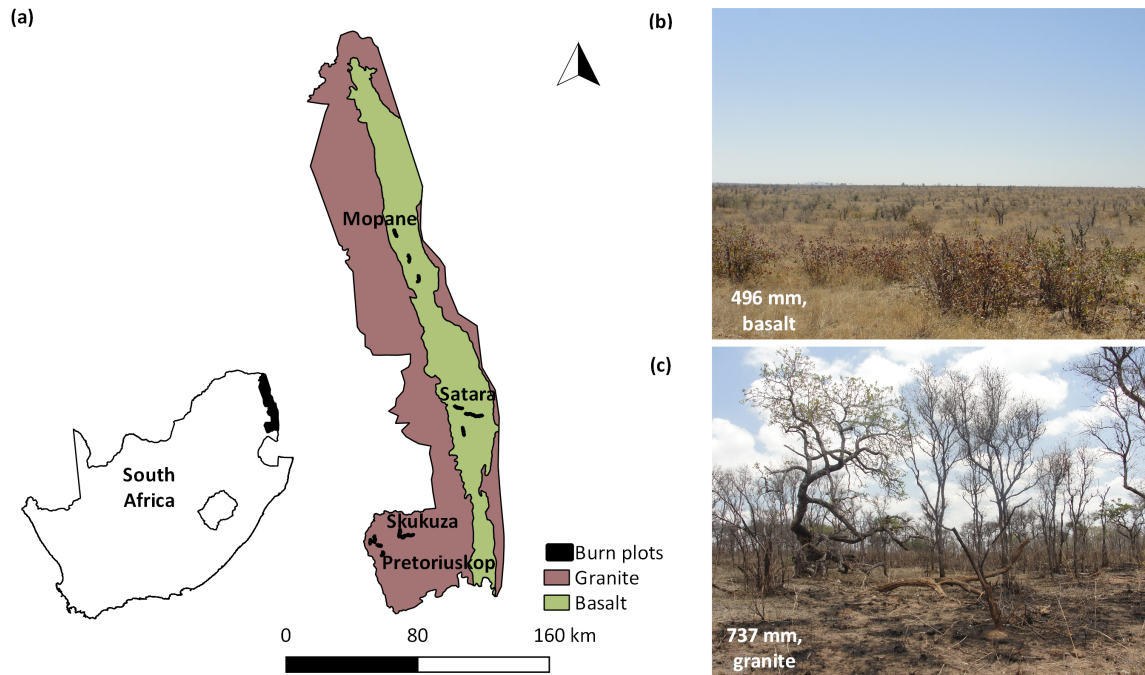 (a)
Mopane
Satara
Skukuza
Pretoriuskop
South
Africa
Burn plots
Granite
Basalt
0
80
160 km
(b)
496 mm,
basalt
(c)
737 mm,
granite